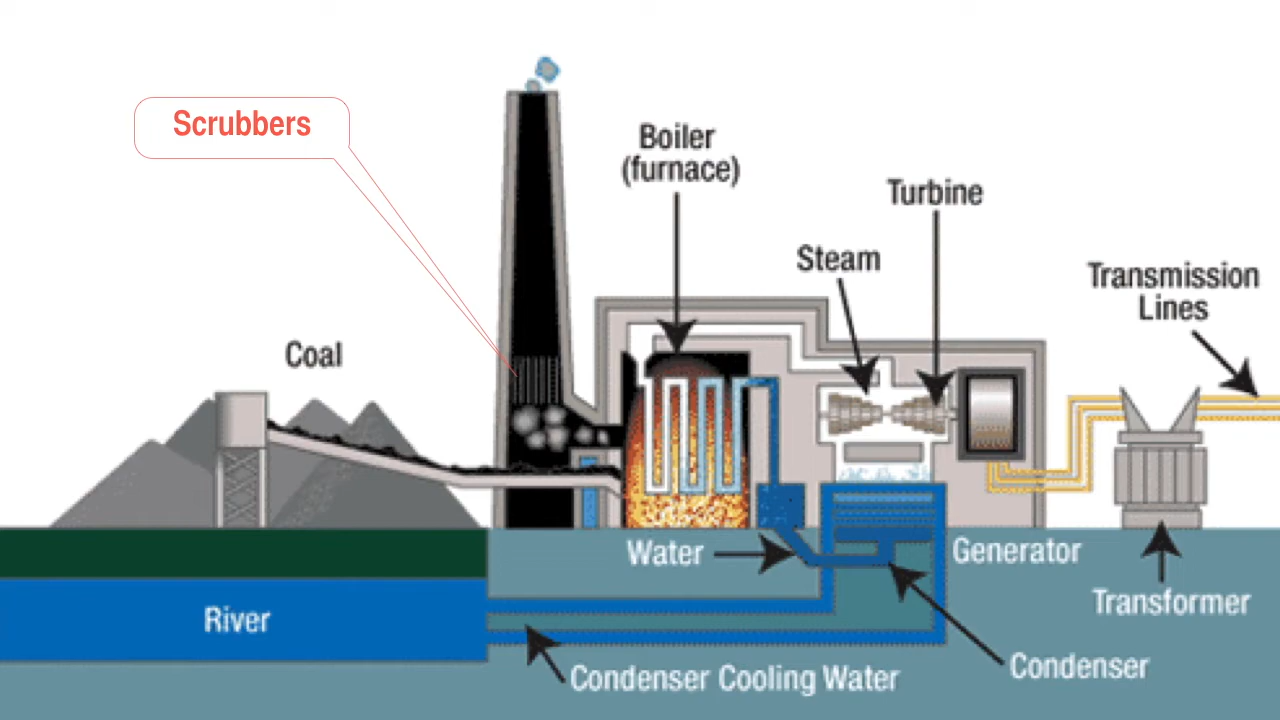 Scrubbers
Boiler
(furnace)
Turbine
Steam
Transmission
Lines
Coal
Water
Generator
Transformer
River
Condenser
Condenser Cooling Water